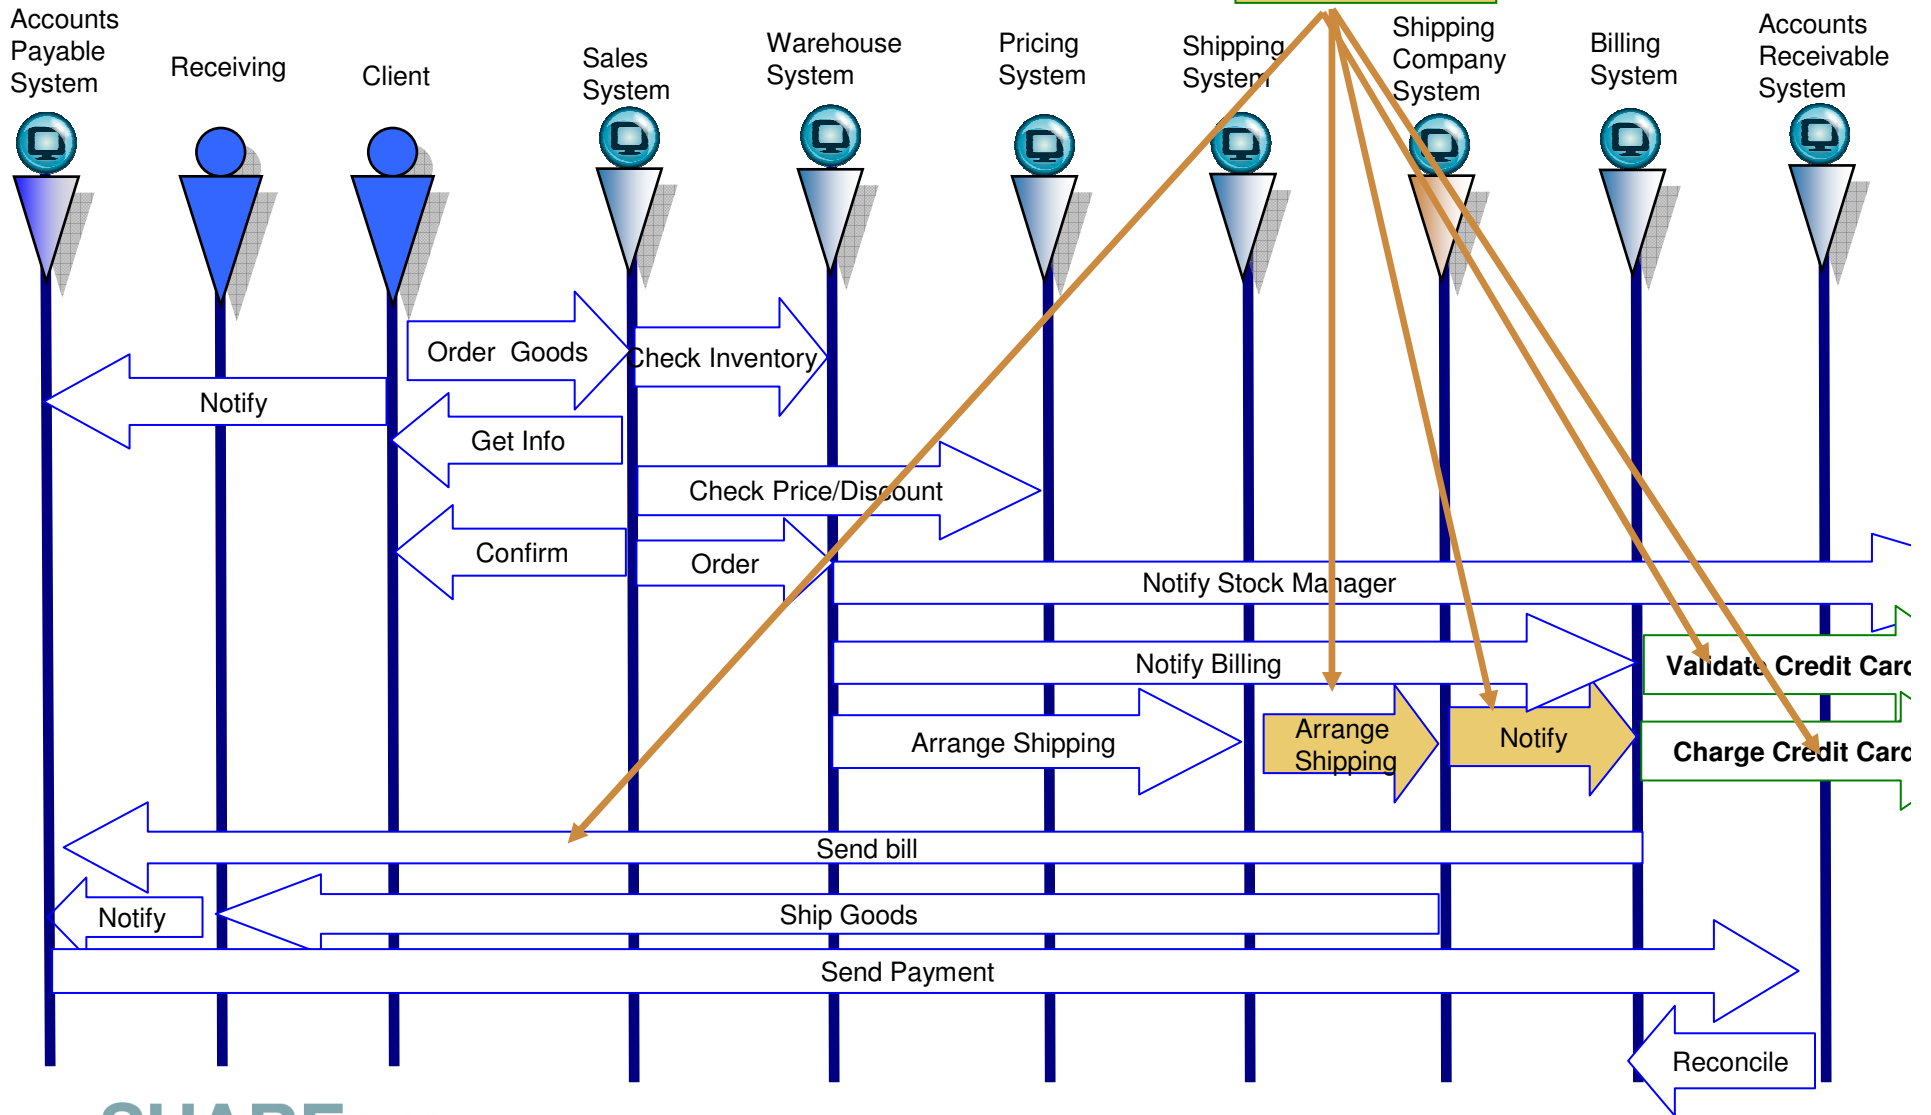 Accounts
Payable
System
Receiving
Client
Sales
System
Warehouse
System
Pricing
System
Shipping
System
Shipping
Company
System
Billing
System
Accounts
Receivable
System
Order Goods
Check Inventory
Notify
Get Info
Check Price/Discount
Confirm
Order
Notify Stock Manager
Notify Billing
Validate Credit Card
Arrange Shipping
Arrange
Shipping
Notify
Charge Credit Card
Send bill
Notify
Ship Goods
Send Payment
Reconcile
SHARE